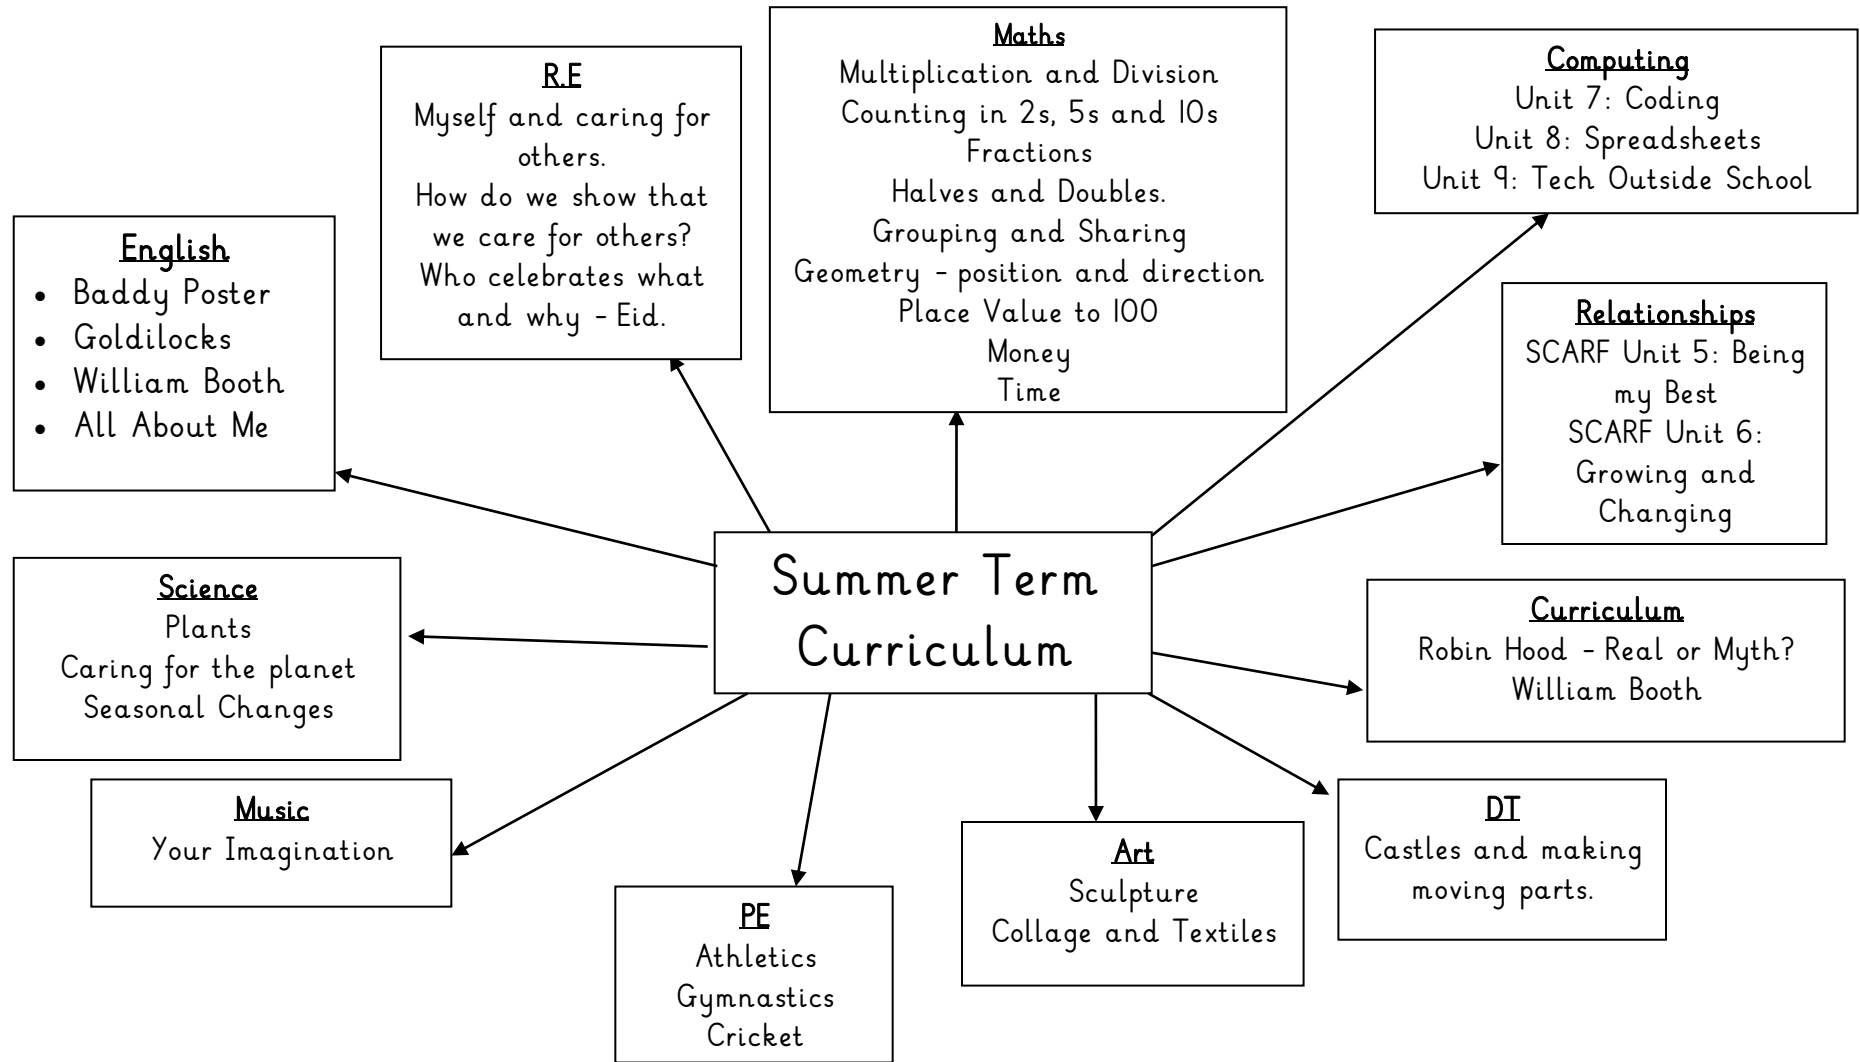 Maths
Multiplication and Division
Counting in 2s, 5s and 10s
Fractions
Halves and Doubles.
Grouping and Sharing
Geometry - position and direction
Place Value to 100
Money
Time
R.E
Myself and caring for
others.
How do we show that
we care for others?
Who celebrates what
and why - Eid.
Computing
Unit 7: Coding
Unit 8: Spreadsheets
Unit 9: Tech Outside School
English
• Baddy Poster
• Goldilocks
• William Booth
• All About Me
Relationships
SCARF Unit 5: Being
my Best
SCARF Unit 6:
Growing and
Changing
Summer Term
Curriculum
Science
Plants
Caring for the planet
Seasonal Changes
Curriculum
Robin Hood - Real or Myth?
William Booth
Music
Your Imagination
PE
Athletics
Gymnastics
Cricket
Art
Sculpture
Collage and Textiles
DT
Castles and making
moving parts.